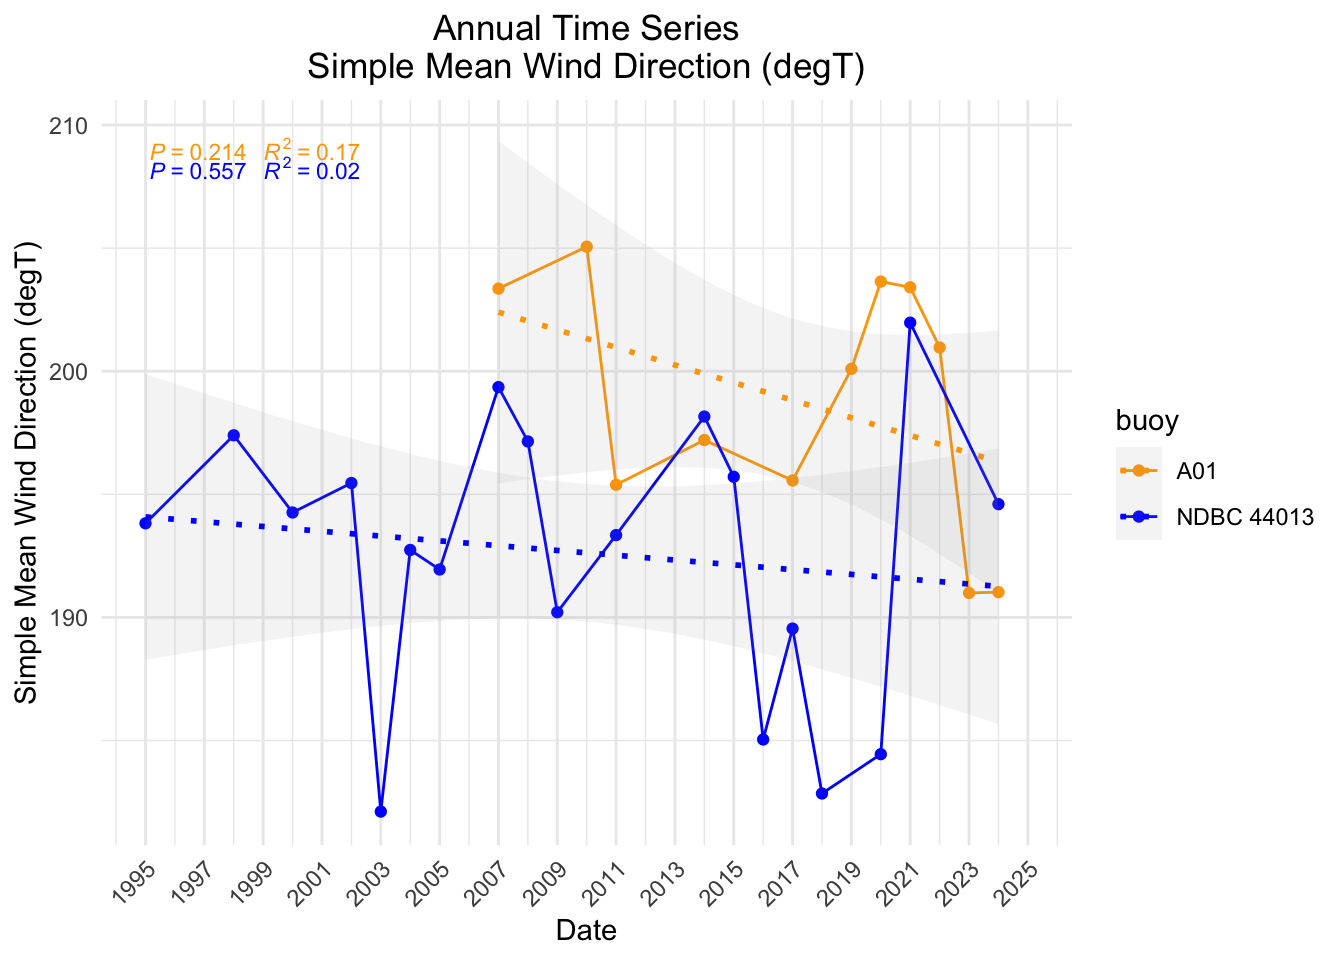 Annual Time Series
Simple Mean Wind Direction (degT)
210
P = 0.214 R² = 0.17
P = 0.557 R² = 0.02
200
190
Simple Mean Wind Direction (degT)
1995 1997 1999 2001 2003 2005 2007 2009 2011 2013 2015 2017 2019 2021 2023 2025
Date
buoy
A01
NDBC 44013